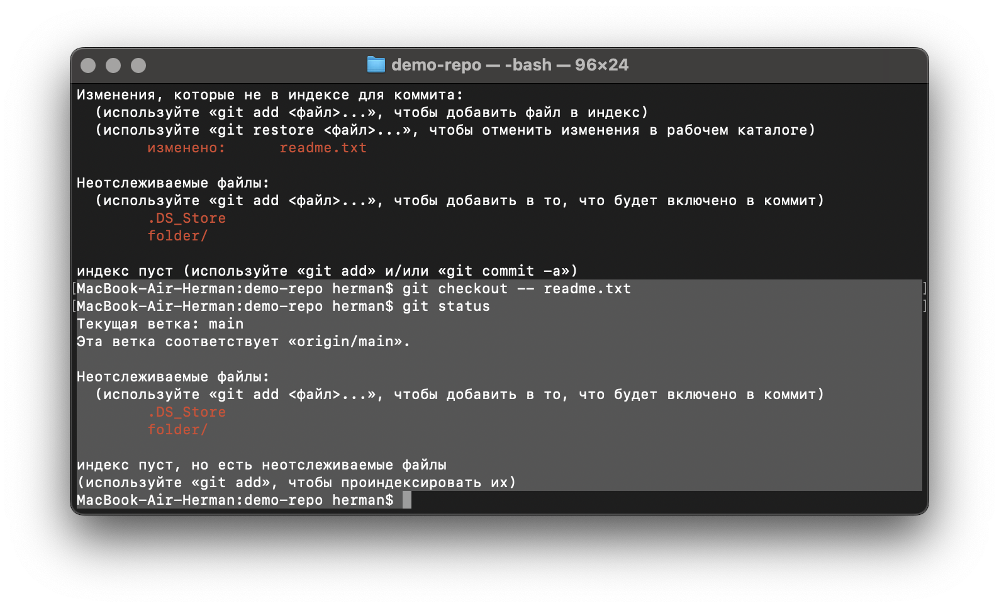 demo-repo — -bash — 96×24
Изменения, которые не в индексе для коммита:
  (используйте «git add <файл>...», чтобы добавить файл в индекс)
  (используйте «git restore <файл>...», чтобы отменить изменения в рабочем каталоге)
        изменено:      readme.txt
Неотслеживаемые файлы:
  (используйте «git add <файл>...», чтобы добавить в то, что будет включено в коммит)
        .DS_Store
        folder/
индекс пуст (используйте «git add» и/или «git commit -a»)
[MacBook-Air-Herman:demo-repo herman$ git checkout -- readme.txt ]
[MacBook-Air-Herman:demo-repo herman$ git status ]
Текущая ветка: main
Эта ветка соответствует «origin/main».
Неотслеживаемые файлы:
  (используйте «git add <файл>...», чтобы добавить в то, что будет включено в коммит)
        .DS_Store
        folder/
индекс пуст, но есть неотслеживаемые файлы
(используйте «git add», чтобы проиндексировать их)
MacBook-Air-Herman:demo-repo herman$